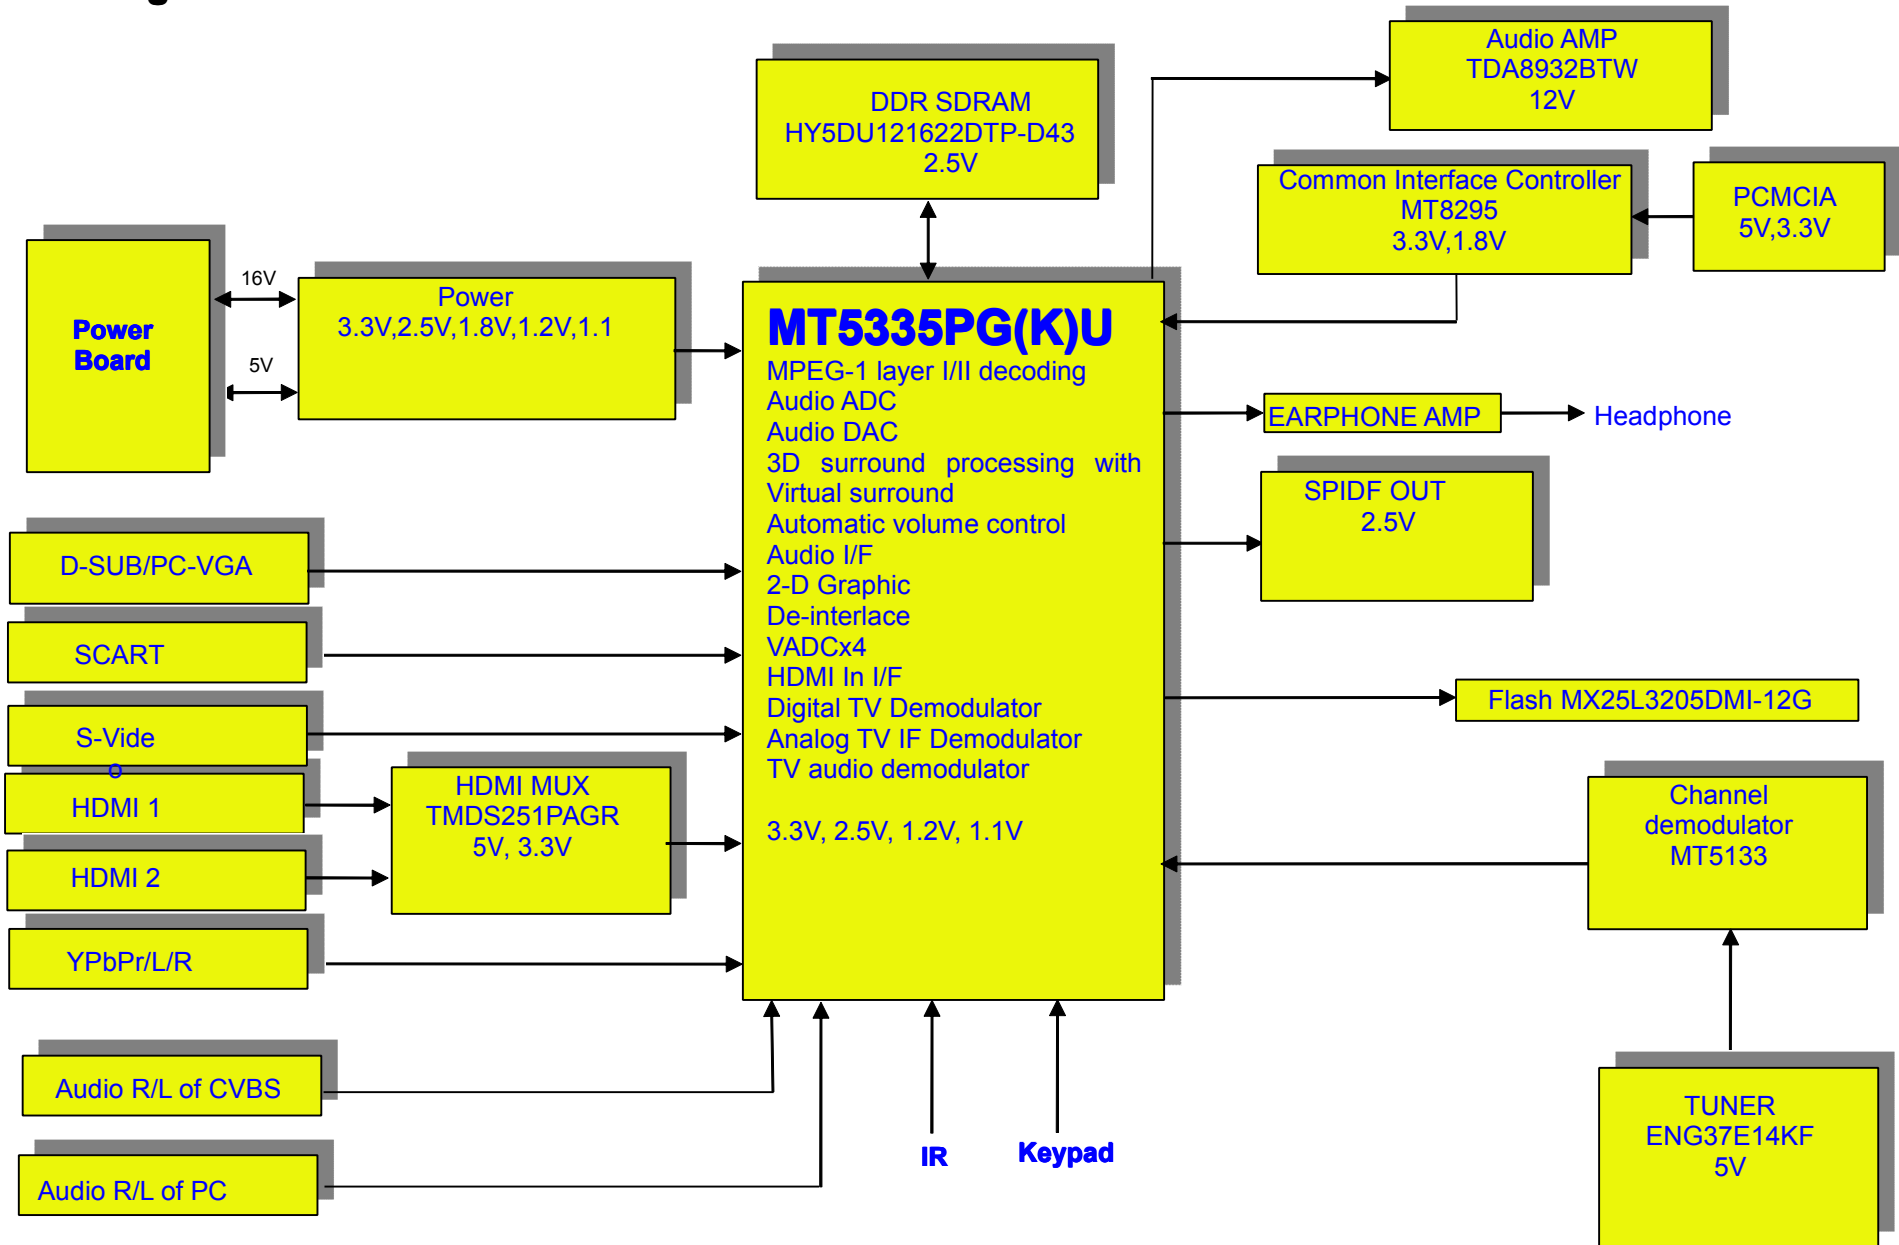 Audio AMP
TDA8932BTW
12V
DDR SDRAM
HY5DU121622DTP-D43
2.5V
Common Interface Controller
MT8295
3.3V,1.8V
PCMCIA
5V,3.3V
Power
Board
16V
5V
Power
3.3V,2.5V,1.8V,1.2V,1.1
MT5335PG(K)U
MPEG-1 layer I/II decoding
Audio ADC
Audio DAC
3D surround processing with
Virtual surround
Automatic volume control
Audio I/F
2-D Graphic
De-interlace
VADCx4
HDMI In I/F
Digital TV Demodulator
Analog TV IF Demodulator
TV audio demodulator
3.3V, 2.5V, 1.2V, 1.1V
EARPHONE AMP
Headphone
SPIDF OUT
2.5V
D-SUB/PC-VGA
SCART
S-Vide
o
HDMI 1
HDMI 2
HDMI MUX
TMDS251PAGR
5V, 3.3V
YPbPr/L/R
Flash MX25L3205DMI-12G
Channel
demodulator
MT5133
Audio R/L of CVBS
Audio R/L of PC
IR
Keypad
TUNER
ENG37E14KF
5V